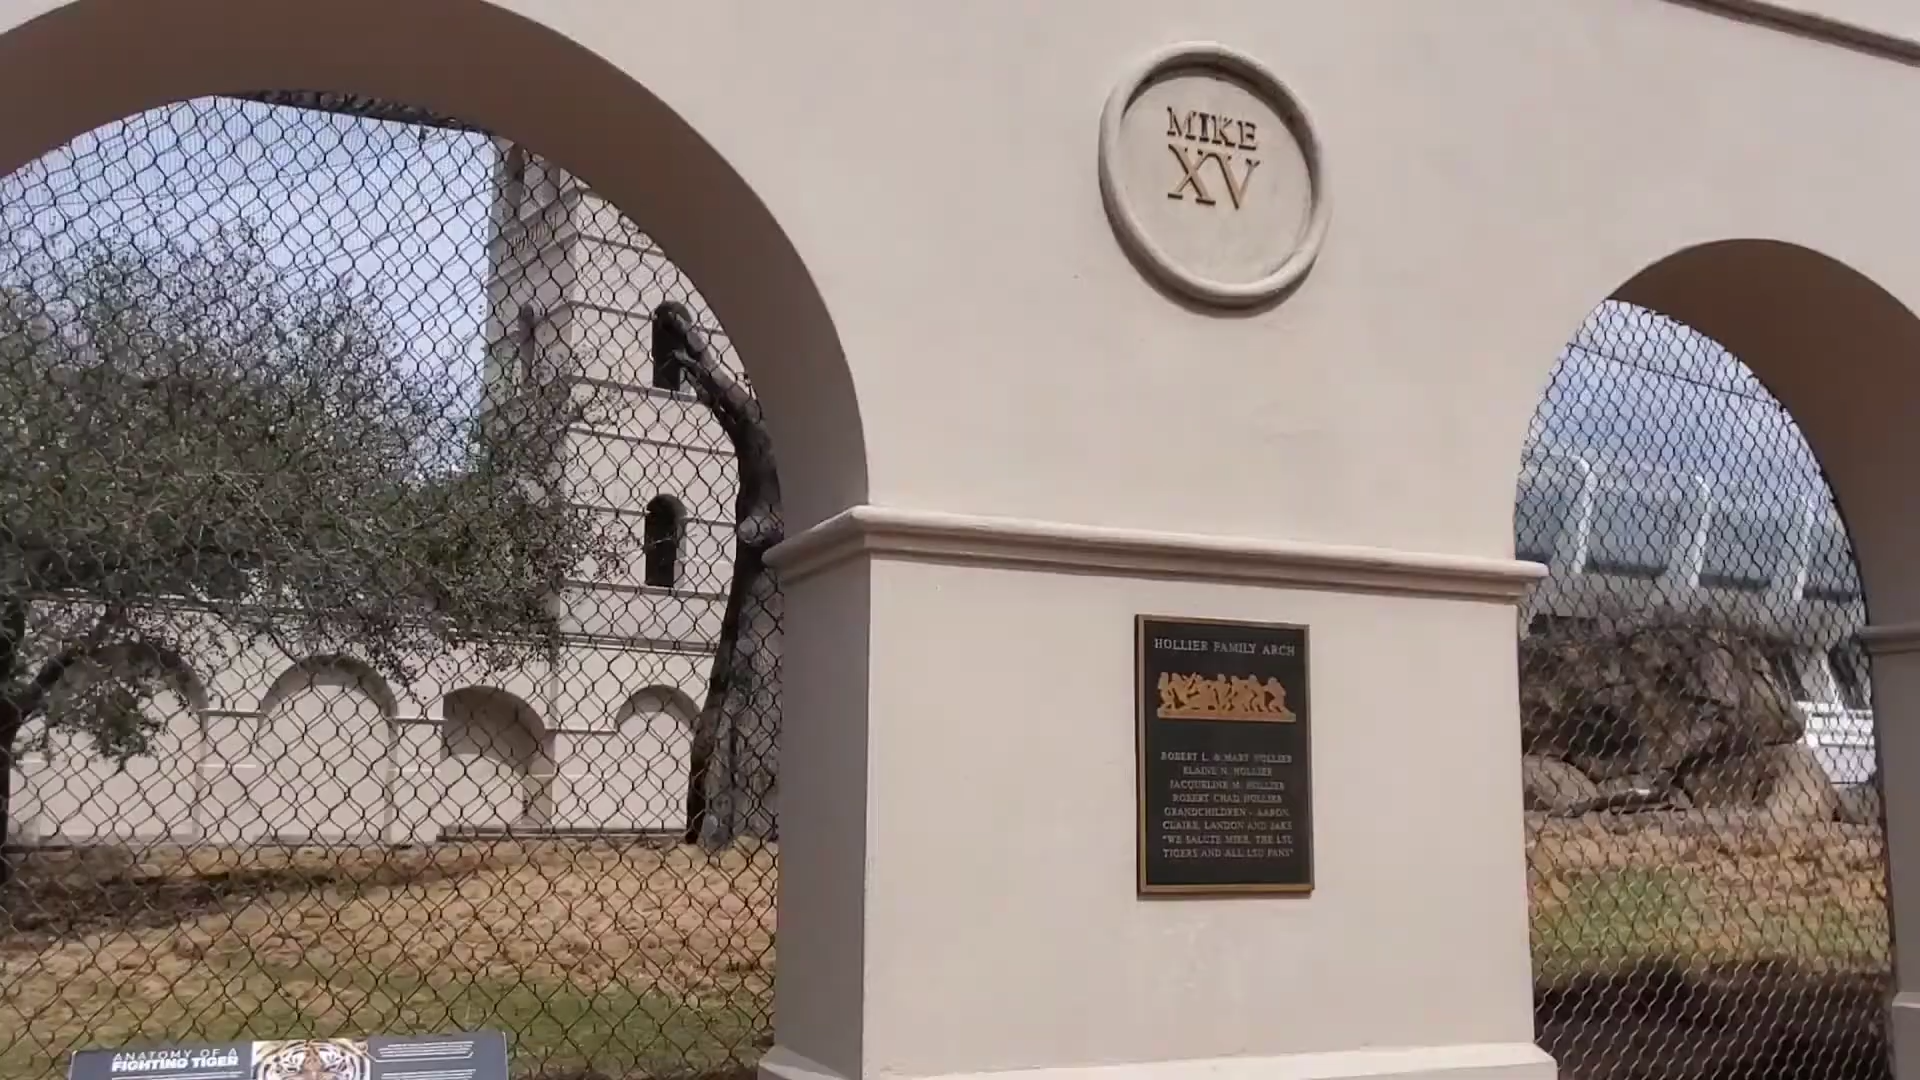 MIKE
XV
HOLLIER FAMILY ARCH
ROBERT L. & MARY HOLLIER
ELAINE N. HOLLIER
JACQUELINE M. HOLLIER
ROBERT CHAD HOLLIER
GRANDCHILDREN - AARON,
CLAIRE, LANDON AND JAKE
"WE SALUTE MIKE, THE LSU
TIGERS AND ALL LSU FANS"
ANATOMY OF A
FIGHTING TIGER